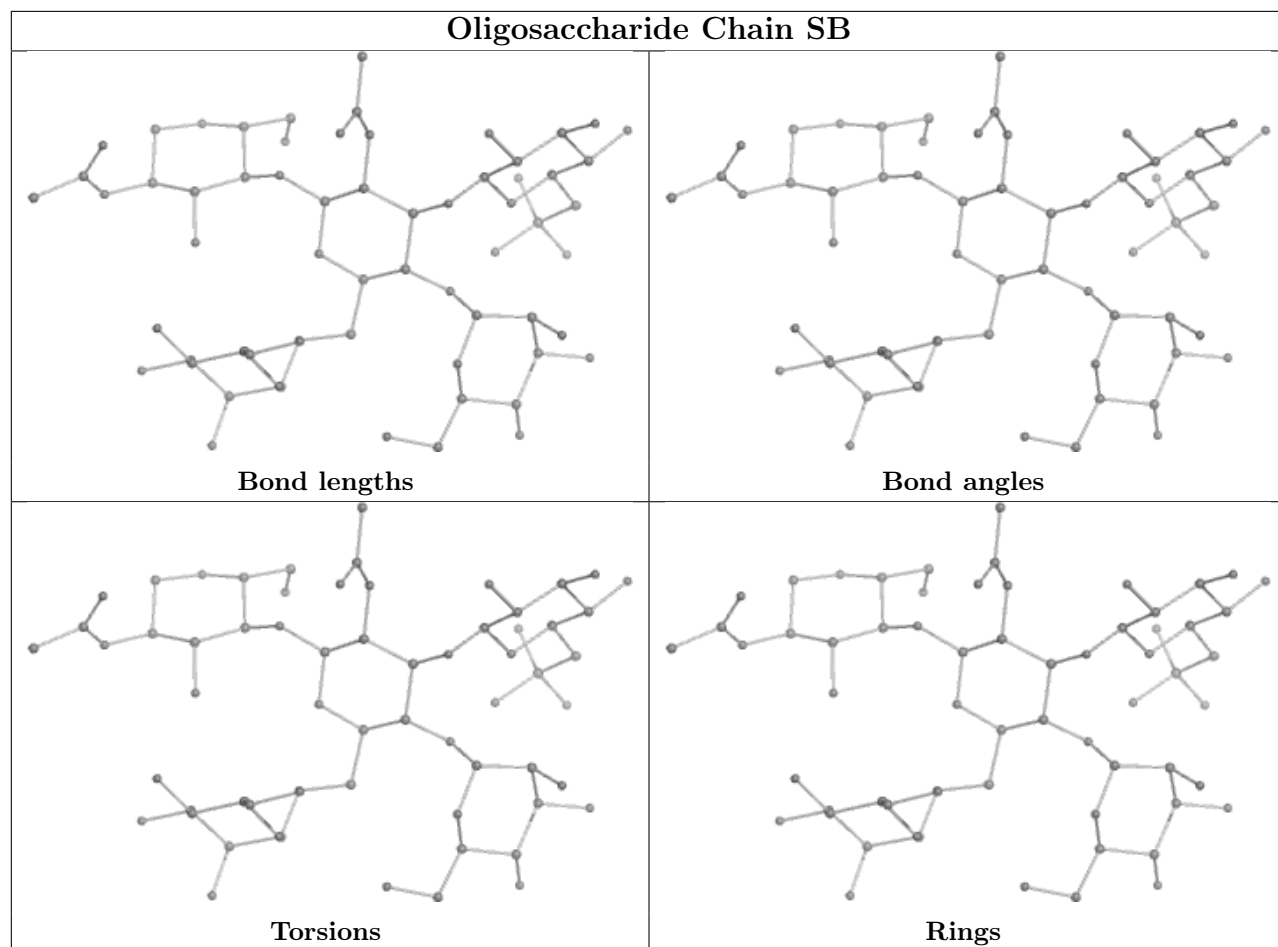 Oligosaccharide Chain SB
Bond lengths
Bond angles
Torsions
Rings